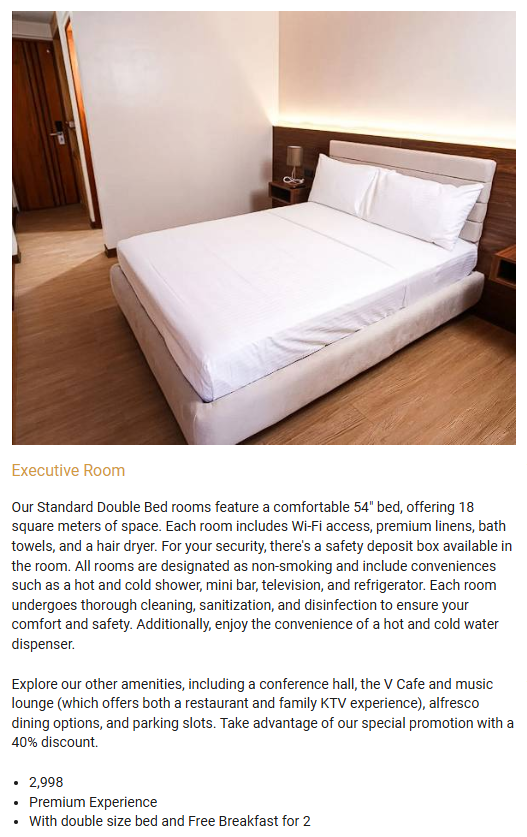 Executive Room
Our Standard Double Bed rooms feature a comfortable 54" bed, offering 18
square meters of space. Each room includes Wi-Fi access, premium linens, bath
towels, and a hair dryer. For your security, there's a safety deposit box available in
the room. All rooms are designated as non-smoking and include conveniences
such as a hot and cold shower, mini bar, television, and refrigerator. Each room
undergoes thorough cleaning, sanitization, and disinfection to ensure your
comfort and safety. Additionally, enjoy the convenience of a hot and cold water
dispenser.
Explore our other amenities, including a conference hall, the V Cafe and music
lounge (which offers both a restaurant and family KTV experience), alfresco
dining options, and parking slots. Take advantage of our special promotion with a
40% discount.
• 2,998
• Premium Experience
• With double size bed and Free Breakfast for 2